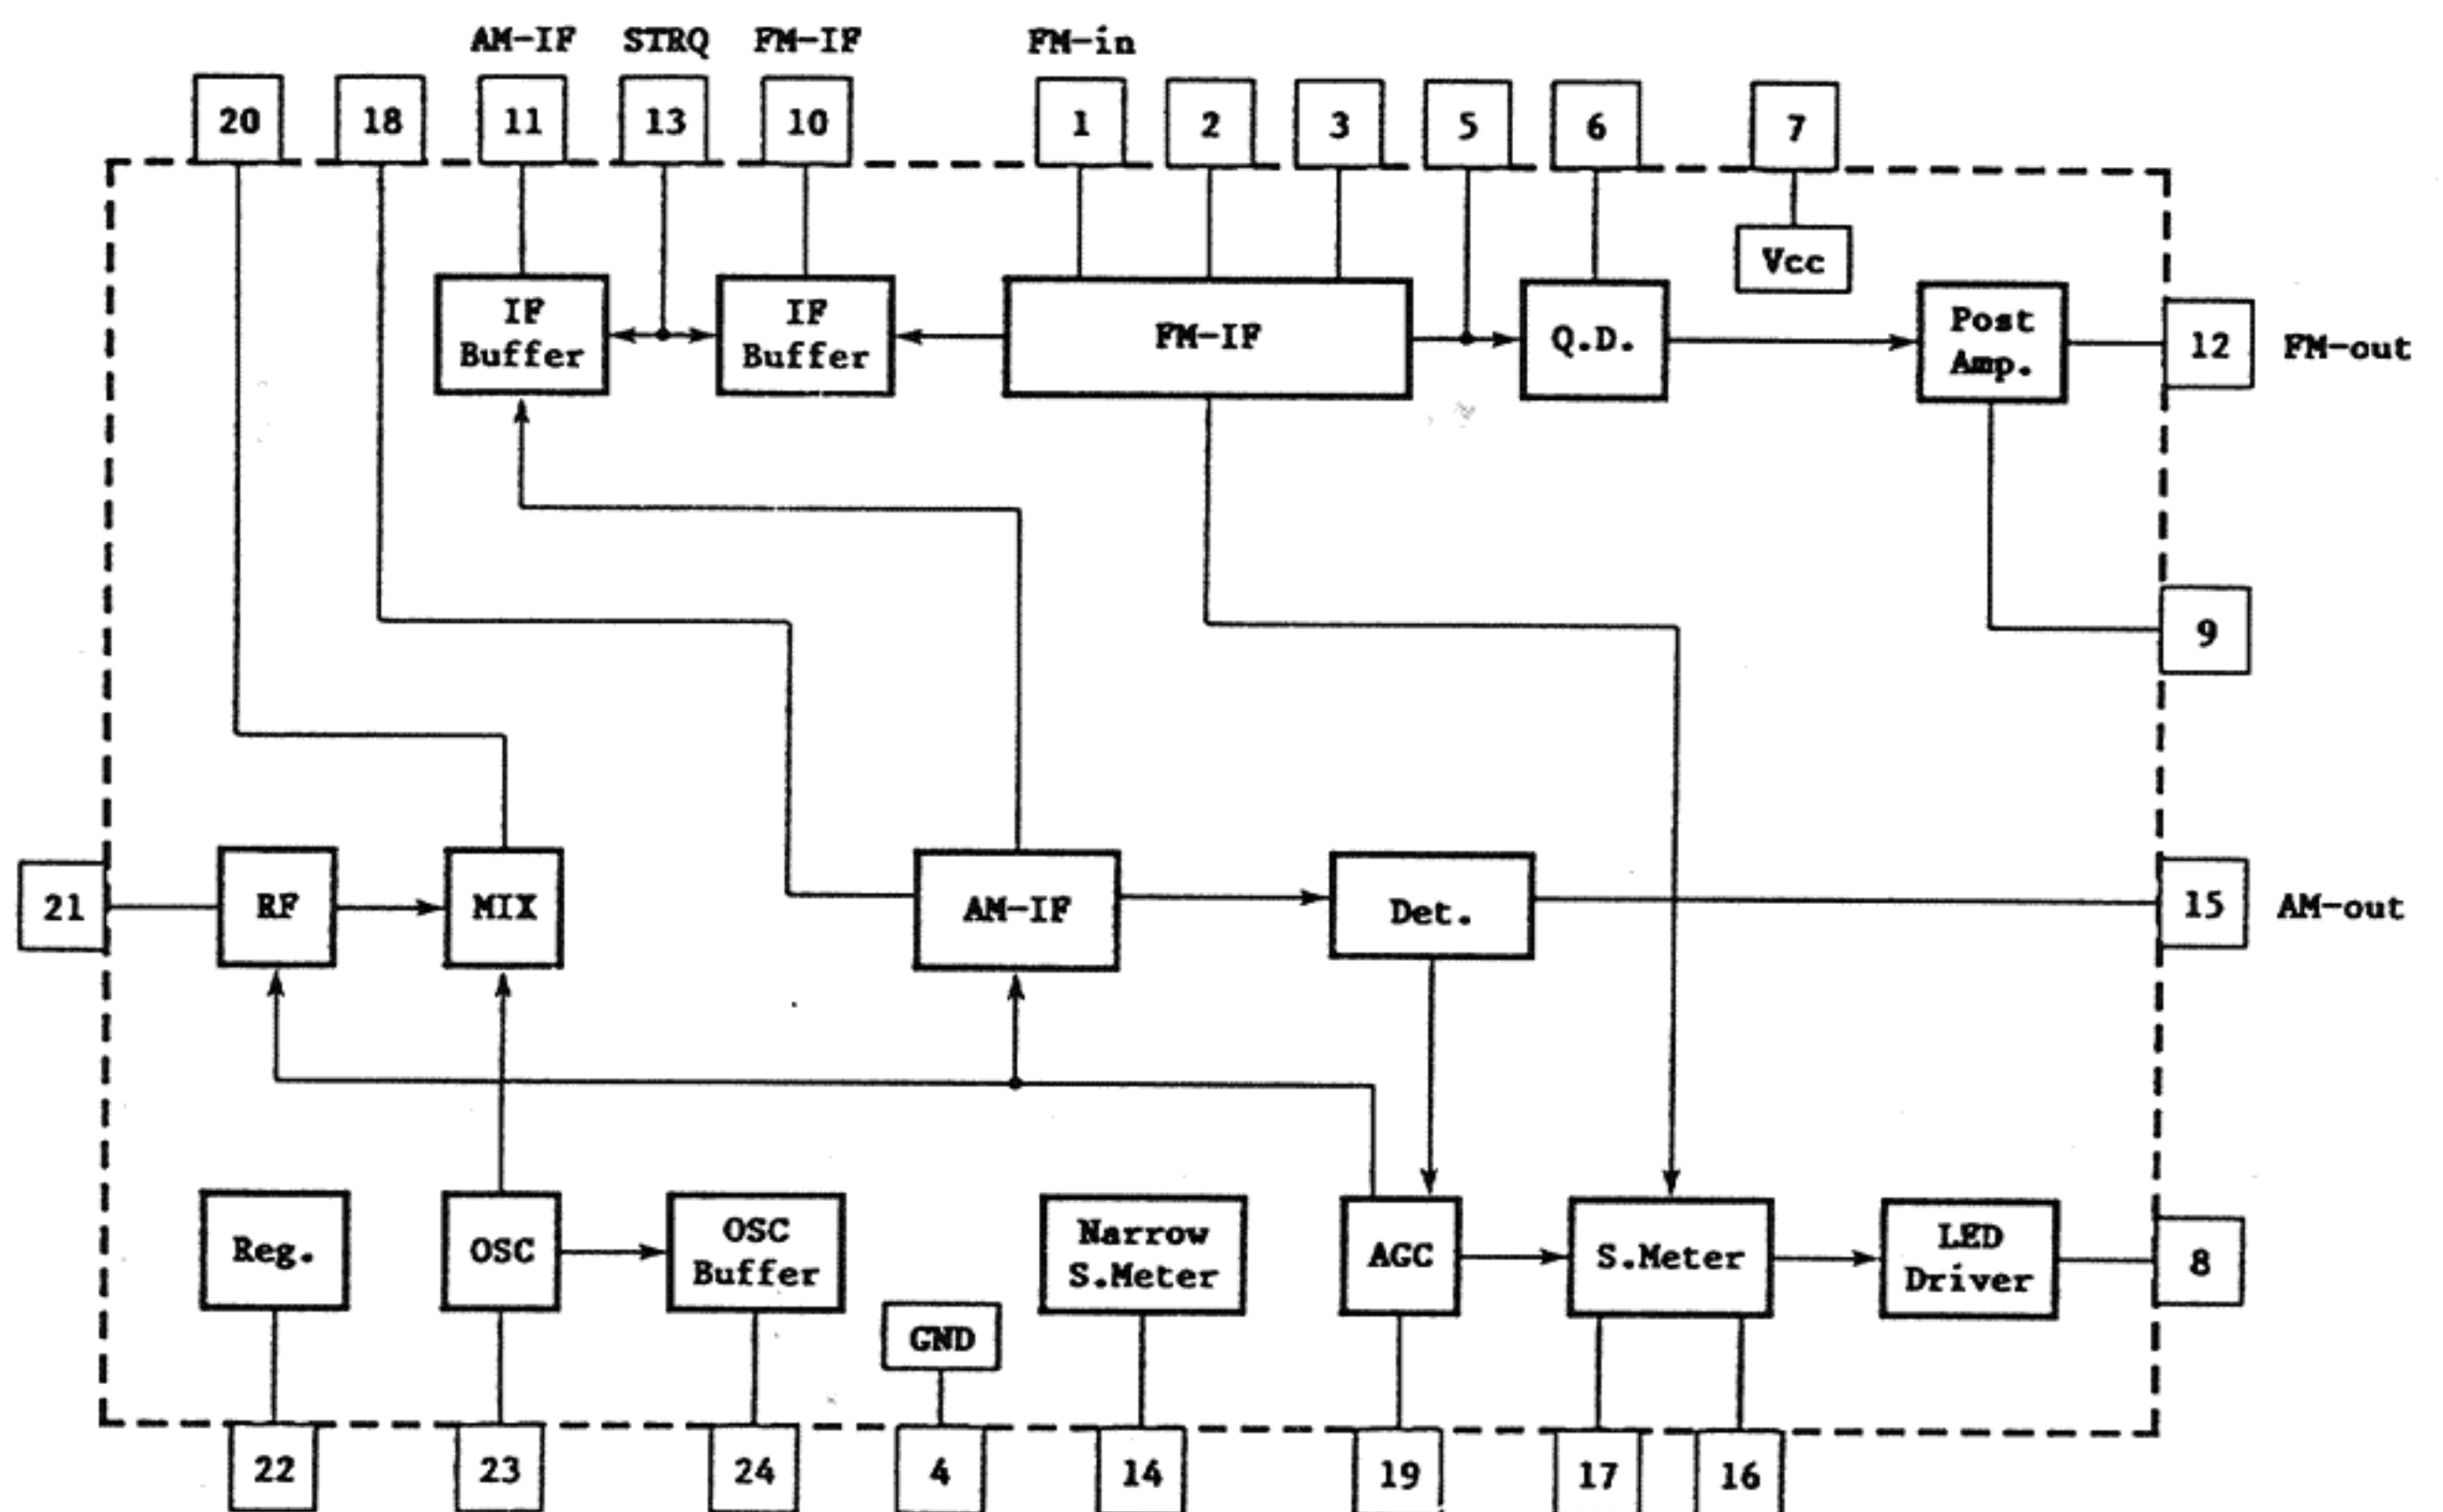 AM-IF STRQ FM-IF FM-in
20 18 11 13 10 1 2 3 5 6 7
Vcc
IF
Buffer
IF
Buffer
FM-IF
Q.D.
Post
Amp.
12 FM-out
9
21
RF
MIX
AM-IF
Det.
15 AM-out
Reg.
OSC
OSC
Buffer
GND
Narrow
S.Meter
AGC
S.Meter
LED
Driver
8
22 23 24 4 14 19 17 16